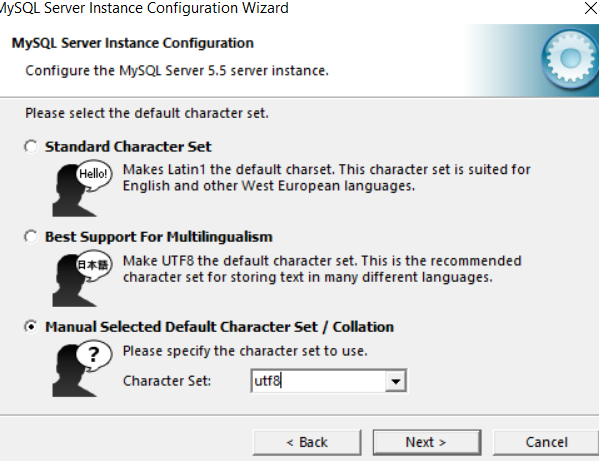 MySQL Server Instance Configuration Wizard
MySQL Server Instance Configuration
Configure the MySQL Server 5.5 server instance.
Please select the default character set.
Standard Character Set
Hello!
Makes Latin1 the default charset. This character set is suited for
English and other West European languages.
Best Support For Multilingualism
日本語
Make UTF8 the default character set. This is the recommended
character set for storing text in many different languages.
Manual Selected Default Character Set / Collation
?
Please specify the character set to use.
Character Set: utf8
< Back Next > Cancel